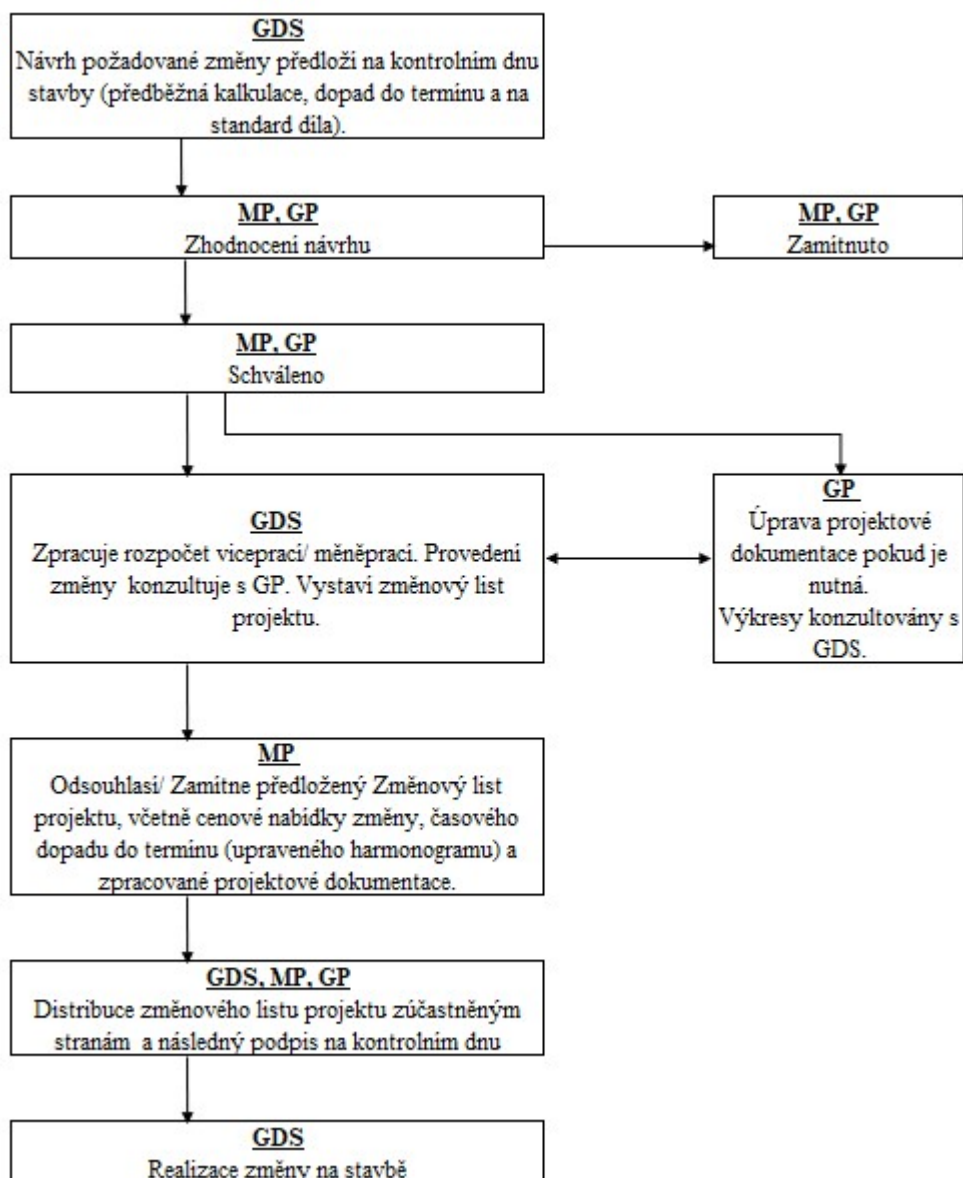 GDS
Návrh požadované změny předloží na kontrolním dnu
stavby (předběžná kalkulace, dopad do termínu a na
standard díla).
MP, GP
Zhodnocení návrhu
MP, GP
Zamítnuto
MP, GP
Schváleno
GDS
Zpracuje rozpočet víceprací/ méněprací. Provedení
změny konzultuje s GP. Vystaví změnový list
projektu.
GP
Úprava projektové
dokumentace pokud je
nutná.
Výkresy konzultovány s
GDS.
MP
Odsouhlasí/ Zamítne předložený Změnový list
projektu, včetně cenové nabídky změny, časového
dopadu do termínu (upraveného harmonogramu) a
zpracované projektové dokumentace.
GDS, MP, GP
Distribuce změnového listu projektu zúčastněným
stranám a následný podpis na kontrolním dnu
GDS
Realizace změny na stavbě